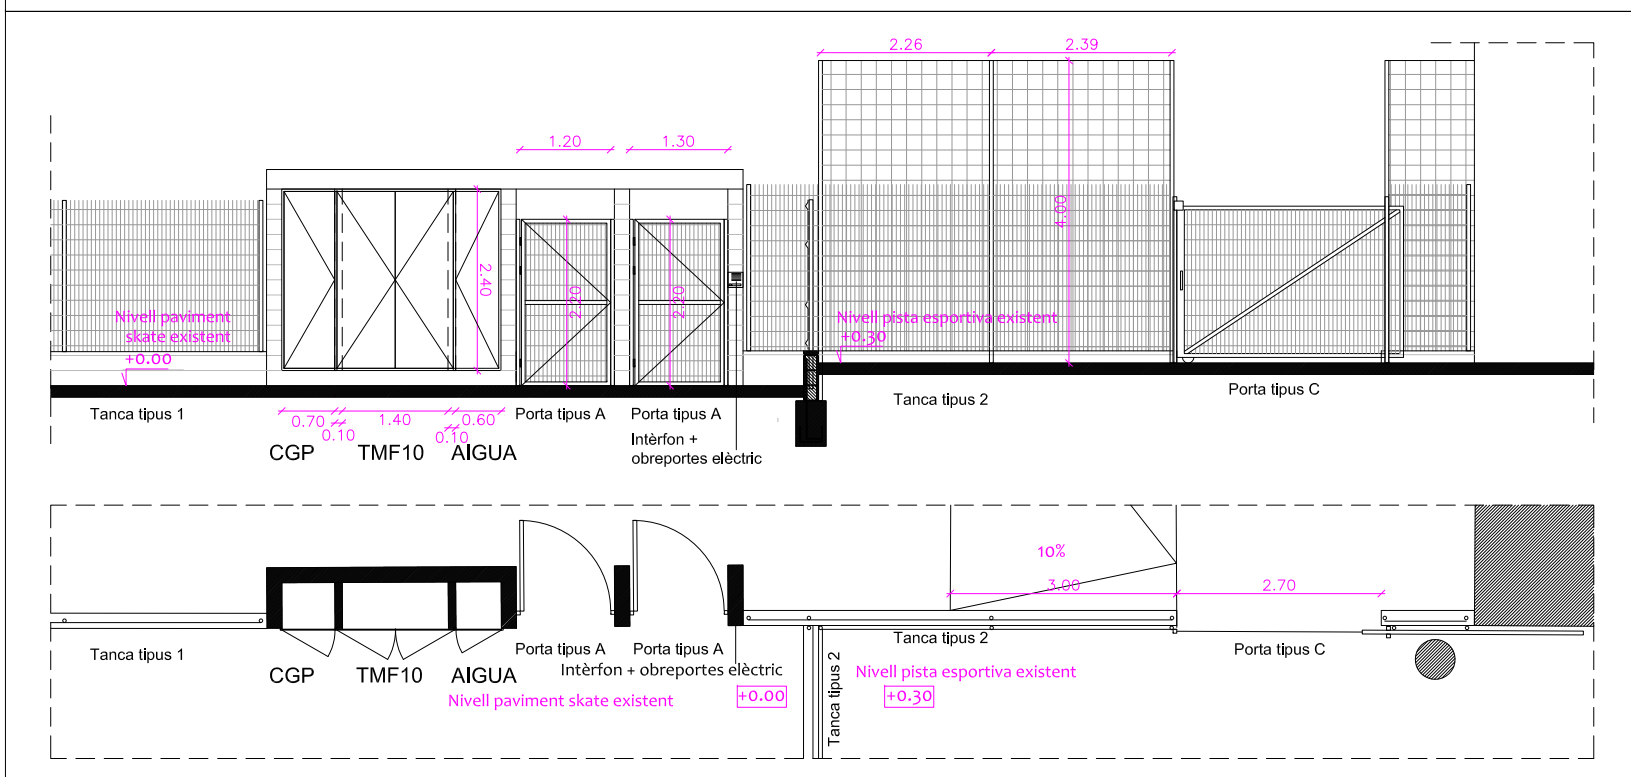 2.26
2.39
1.20
1.30
4.00
2.40
2.20
2.20
Nivell paviment
skate existent
+0.00
Nivell pista esportiva existent
+0.30
Tanca tipus 1
0.70
0.10
1.40
0.10
0.60
Porta tipus A
Porta tipus A
Tanca tipus 2
Porta tipus C
Intèrfon +
obreportes elèctric
CGP
TMF10
AIGUA
10%
3.00
2.70
Tanca tipus 1
CGP
TMF10
AIGUA
Porta tipus A
Porta tipus A
Intèrfon + obreportes elèctric
Nivell paviment skate existent
+0.00
Tanca tipus 2
Tanca tipus 2
Nivell pista esportiva existent
+0.30
Porta tipus C